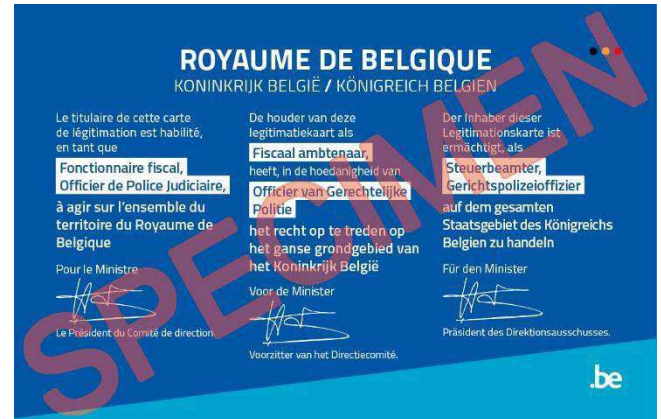 ROYAUME DE BELGIQUE
KONINKRIJK BELGIË / KÖNIGREICH BELGIEN
Le titulaire de cette carte
de légitimation est habilité,
en tant que
Fonctionnaire fiscal,
Officier de Police Judiciaire,
à agir sur l'ensemble du
territoire du Royaume de
Belgique
Pour le Ministre
Le Président du Comité de direction.
De houder van deze
legitimatiekaart als
Fiscaal ambtenaar,
heeft, in de hoedanigheid van
Officier van Gerechtelijke
Politie
het recht op te treden op
het ganse grondgebied van
het Koninkrijk België
Voor de Minister
Voorzitter van het Directiecomité.
Der Inhaber dieser
Legitimationskarte ist
ermächtigt, als
Steuerbeamter,
Gerichtspolizeioffizier
auf dem gesamten
Staatsgebiet des Königreichs
Belgien zu handeln
Für den Minister
Präsident des Direktionsausschusses.
SPECIMEN
.be